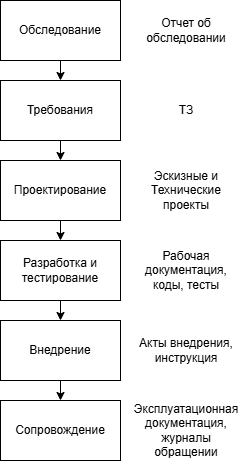 Обследование
Отчет об
обследовании
Требования
ТЗ
Проектирование
Эскизные и
Технические
проекты
Разработка и
тестирование
Рабочая
документация,
коды, тесты
Внедрение
Акты внедрения,
инструкция
Сопровождение
Эксплуатационная
документация,
журналы
обращении